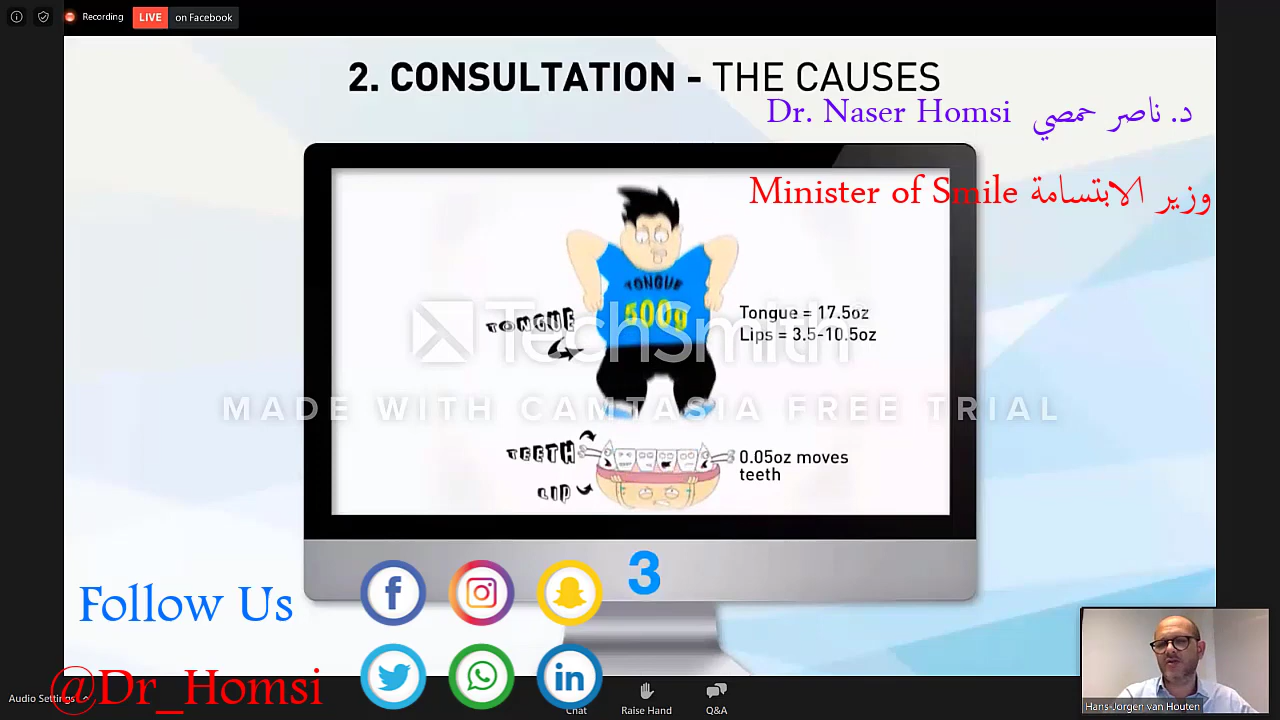 Recording
LIVE
on Facebook
2. CONSULTATION - THE CAUSES
Dr. Naser Homsi د. ناصر حمصي
Minister of Smile وزير الابتسامة
TONGUE
500g
TONGUE
Tongue = 17.5oz
Lips = 3.5-10.5oz
TechSmith
MADE WITH CAMTASIA FREE TRIAL
TEETH
LIP
0.05oz moves
teeth
3
Follow Us
@Dr_Homsi
Audio Settings
Chat
Raise Hand
Q&A
Hans-Jorgen van Houten